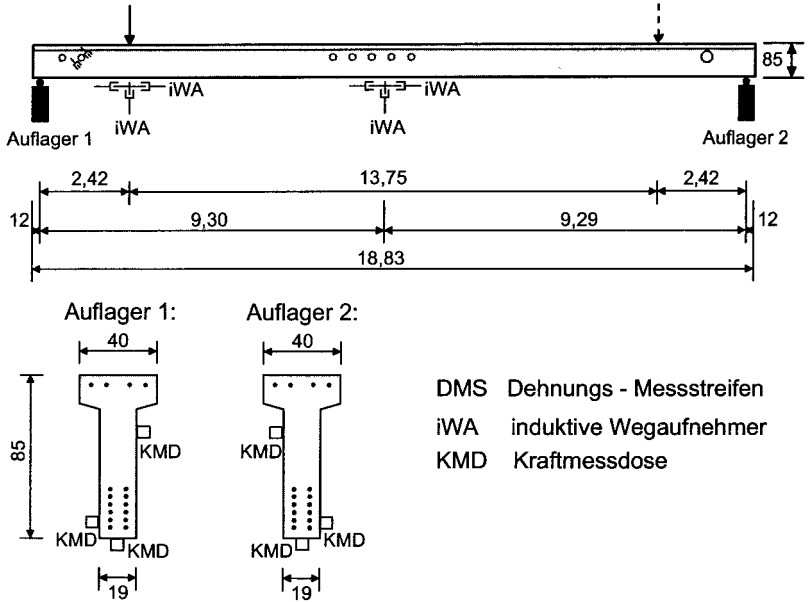 DMS
85
iWA
iWA
iWA
iWA
Auflager 1
Auflager 2
2,42
13,75
2,42
12
9,30
9,29
12
18,83
Auflager 1:
Auflager 2:
40
40
DMS Dehnungs - Messstreifen
iWA induktive Wegaufnehmer
KMD Kraftmessdose
85
KMD
KMD
KMD
KMD
KMD
KMD
19
19